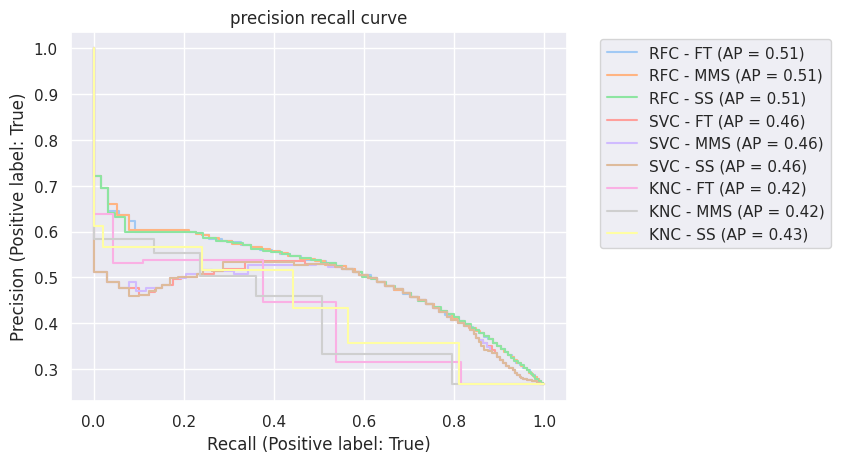 precision recall curve
Precision (Positive label: True)
1.0
0.9
0.8
0.7
0.6
0.5
0.4
0.3
0.0
0.2
0.4
0.6
0.8
1.0
Recall (Positive label: True)
RFC - FT (AP = 0.51)
RFC - MMS (AP = 0.51)
RFC - SS (AP = 0.51)
SVC - FT (AP = 0.46)
SVC - MMS (AP = 0.46)
SVC - SS (AP = 0.46)
KNC - FT (AP = 0.42)
KNC - MMS (AP = 0.42)
KNC - SS (AP = 0.43)